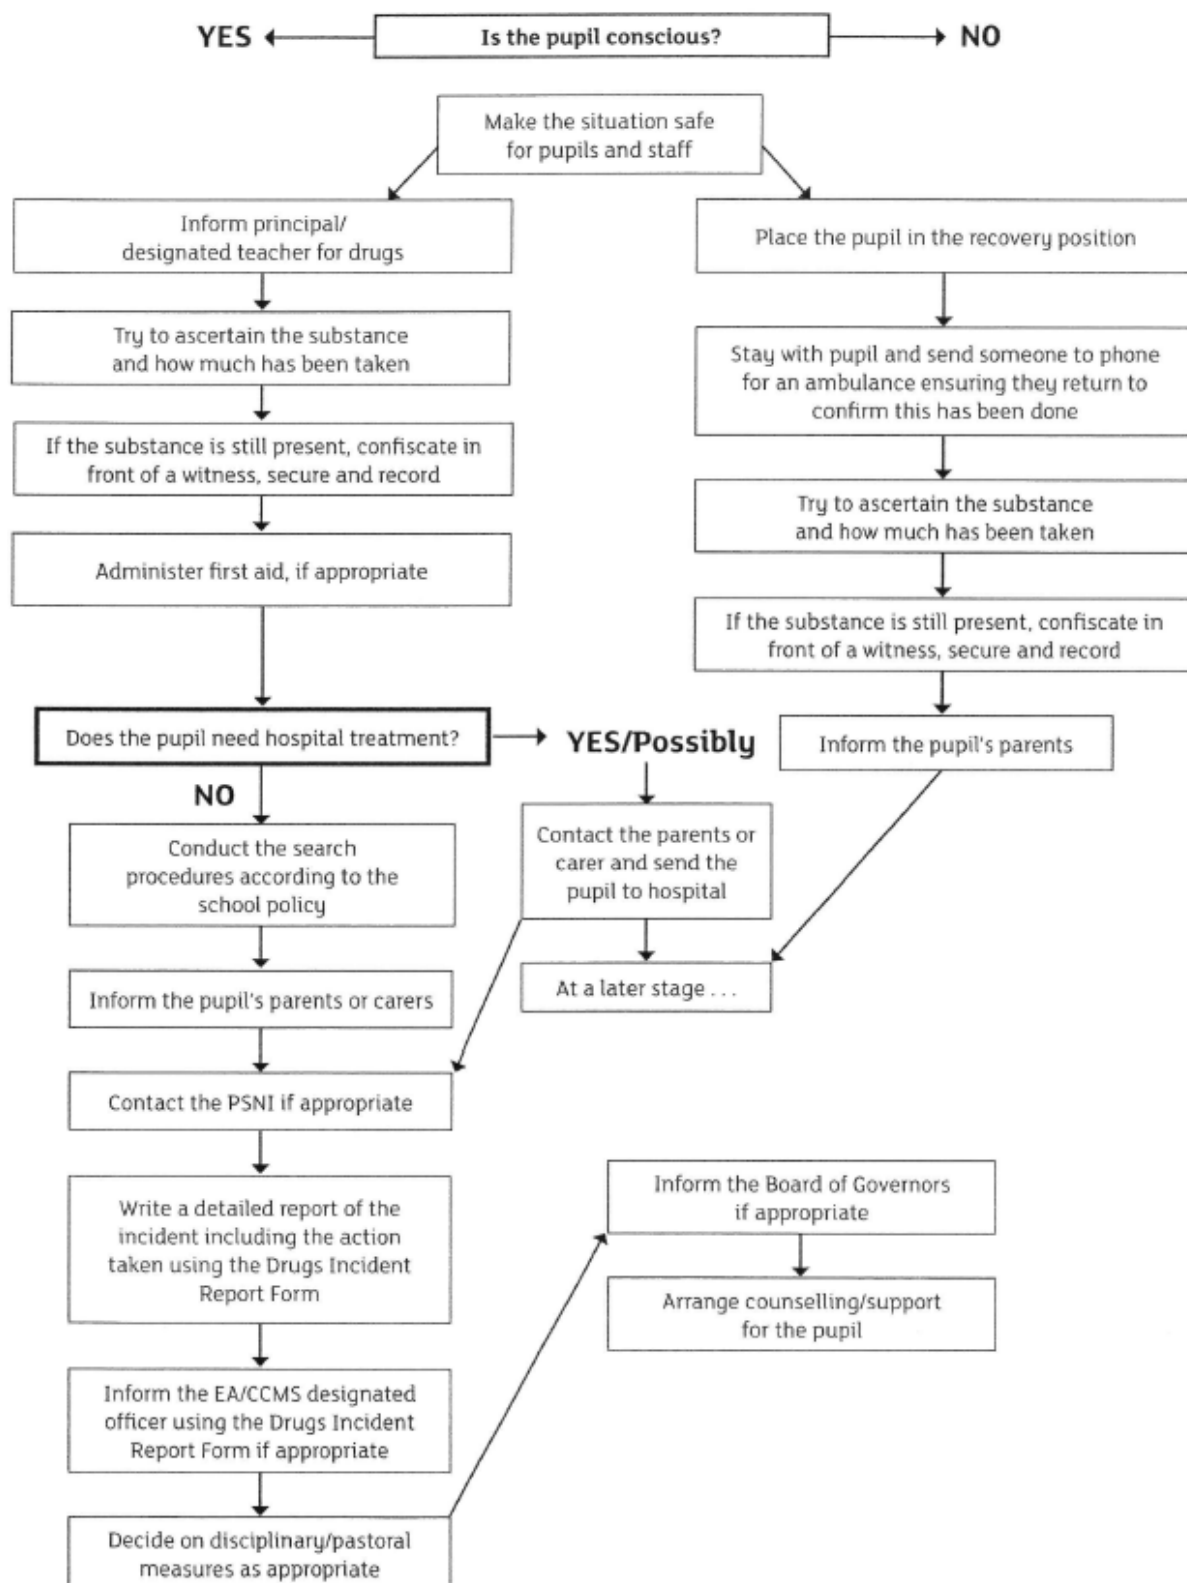 YES
Is the pupil conscious?
NO
Make the situation safe
for pupils and staff
Inform principal/
designated teacher for drugs
Try to ascertain the substance
and how much has been taken
If the substance is still present, confiscate in
front of a witness, secure and record
Administer first aid, if appropriate
Place the pupil in the recovery position
Stay with pupil and send someone to phone
for an ambulance ensuring they return to
confirm this has been done
Try to ascertain the substance
and how much has been taken
If the substance is still present, confiscate in
front of a witness, secure and record
Inform the pupil's parents
Does the pupil need hospital treatment?
YES/Possibly
NO
Contact the parents or
carer and send the
pupil to hospital
At a later stage . . .
Conduct the search
procedures according to the
school policy
Inform the pupil's parents or carers
Contact the PSNI if appropriate
Write a detailed report of the
incident including the action
taken using the Drugs Incident
Report Form
Inform the EA/CCMS designated
officer using the Drugs Incident
Report Form if appropriate
Decide on disciplinary/pastoral
measures as appropriate
Inform the Board of Governors
if appropriate
Arrange counselling/support
for the pupil